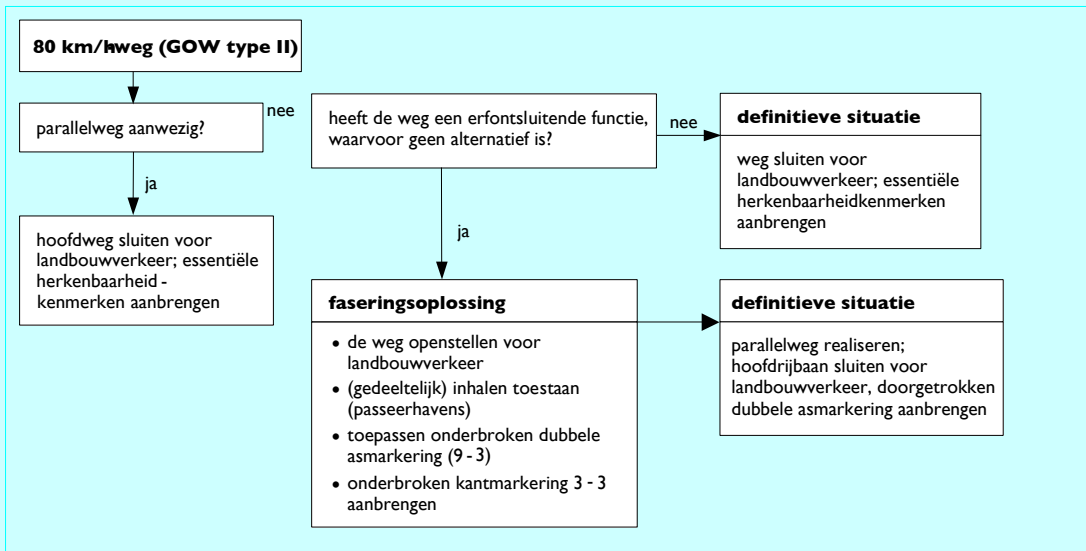 80 km/hweg (GOW type II)
parallelweg aanwezig?
nee
ja
hoofdweg sluiten voor
landbouwverkeer; essentiële
herkenbaarheid -
kenmerken aanbrengen
heeft de weg een erfontsluitende functie,
waarvoor geen alternatief is?
nee
ja
definitieve situatie
weg sluiten voor
landbouwverkeer; essentiële
herkenbaarheidkenmerken
aanbrengen
faseringsoplossing
• de weg openstellen voor
landbouwverkeer
• (gedeeltelijk) inhalen toestaan
(passeerhavens)
• toepassen onderbroken dubbele
asmarkering (9 - 3)
• onderbroken kantmarkering 3 - 3
aanbrengen
definitieve situatie
parallelweg realiseren;
hoofdrijbaan sluiten voor
landbouwverkeer, doorgetrokken
dubbele asmarkering aanbrengen